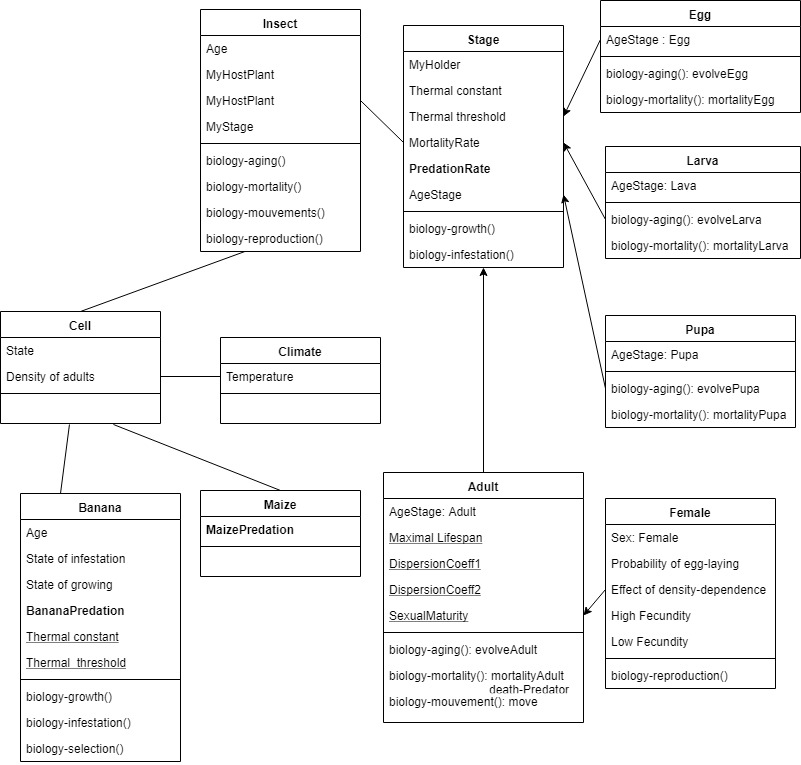 Insect
Age
MyHostPlant
MyHostPlant
MyStage
biology-aging()
biology-mortality()
biology-mouvements()
biology-reproduction()
Stage
MyHolder
Thermal constant
Thermal threshold
MortalityRate
PredationRate
AgeStage
biology-growth()
biology-infestation()
Egg
AgeStage : Egg
biology-aging(): evolveEgg
biology-mortality(): mortalityEgg
Larva
AgeStage: Lava
biology-aging(): evolveLarva
biology-mortality(): mortalityLarva
Pupa
AgeStage: Pupa
biology-aging(): evolvePupa
biology-mortality(): mortalityPupa
Cell
State
Density of adults
Climate
Temperature
Banana
Age
State of infestation
State of growing
BananaPredation
Thermal constant
Thermal threshold
biology-growth()
biology-infestation()
biology-selection()
Maize
MaizePredation
Adult
AgeStage: Adult
Maximal Lifespan
DispersionCoeff1
DispersionCoeff2
SexualMaturity
biology-aging(): evolveAdult
biology-mortality(): mortalityAdult
death-Predator
biology-mouvement(): move
Female
Sex: Female
Probability of egg-laying
Effect of density-dependence
High Fecundity
Low Fecundity
biology-reproduction()